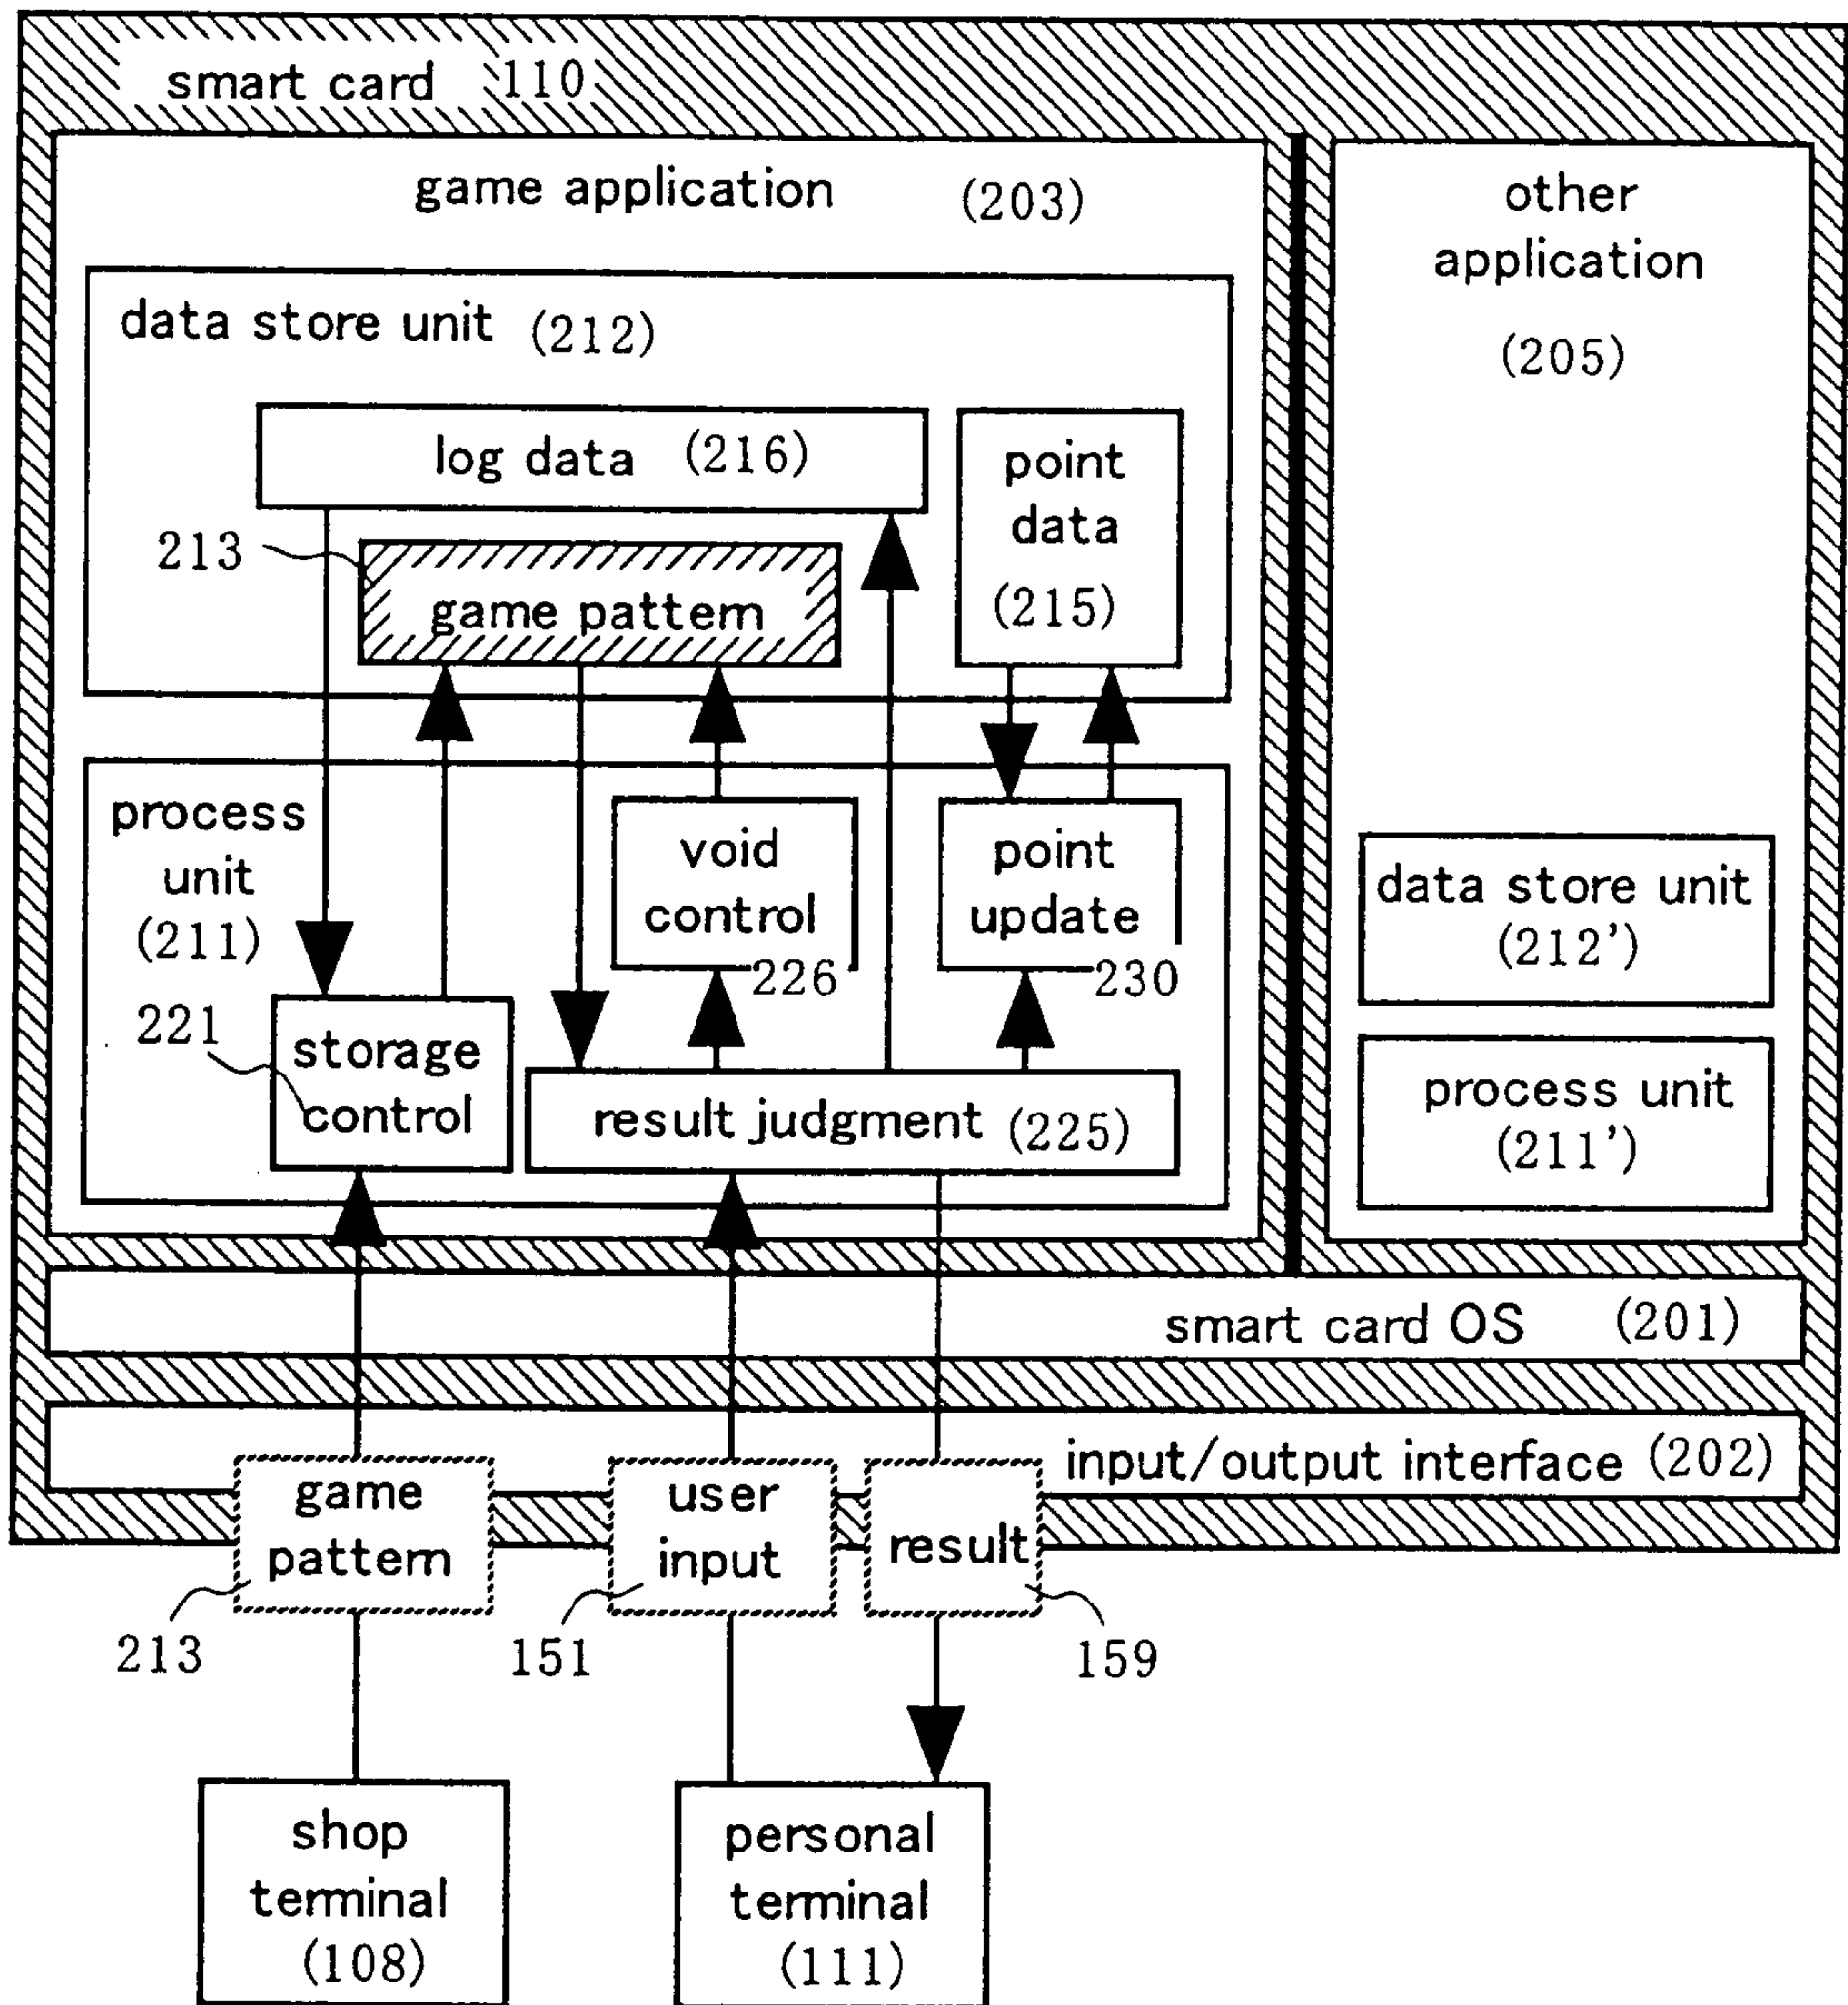 smart card 110
game application (203)
other
application
(205)
data store unit (212)
log data (216)
point
data
(215)
213
game pattern
process
unit
(211)
void
control
226
point
update
230
221
storage
control
result judgment (225)
data store unit
(212')
process unit
(211')
smart card OS (201)
input/output interface (202)
game
pattern
213
user
input
151
result
159
shop
terminal
(108)
personal
terminal
(111)